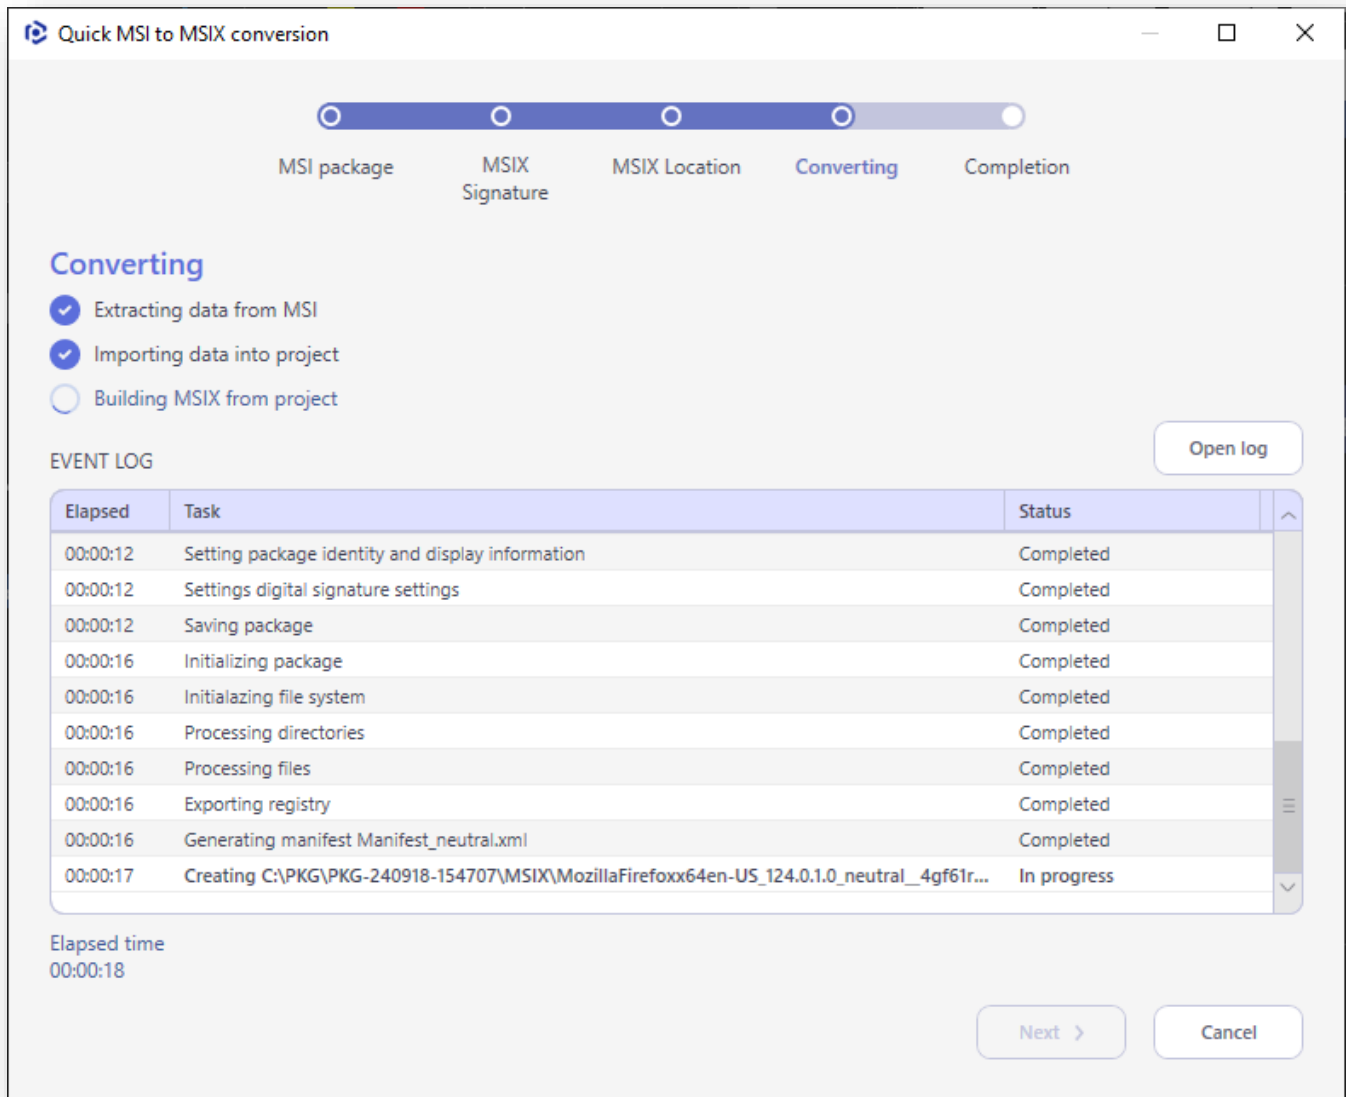 Quick MSI to MSIX conversion
MSI package
MSIX
Signature
MSIX Location
Converting
Completion
Converting
Extracting data from MSI
Importing data into project
Building MSIX from project
Open log
EVENT LOG
Elapsed Task Status
00:00:12 Setting package identity and display information Completed
00:00:12 Settings digital signature settings Completed
00:00:12 Saving package Completed
00:00:16 Initializing package Completed
00:00:16 Initialazing file system Completed
00:00:16 Processing directories Completed
00:00:16 Processing files Completed
00:00:16 Exporting registry Completed
00:00:16 Generating manifest Manifest_neutral.xml Completed
00:00:17 Creating C:\PKG\PKG-240918-154707\MSIX\MozillaFirefoxx64en-US_124.0.1.0_neutral__4gf61r... In progress
Elapsed time
00:00:18
Next
Cancel